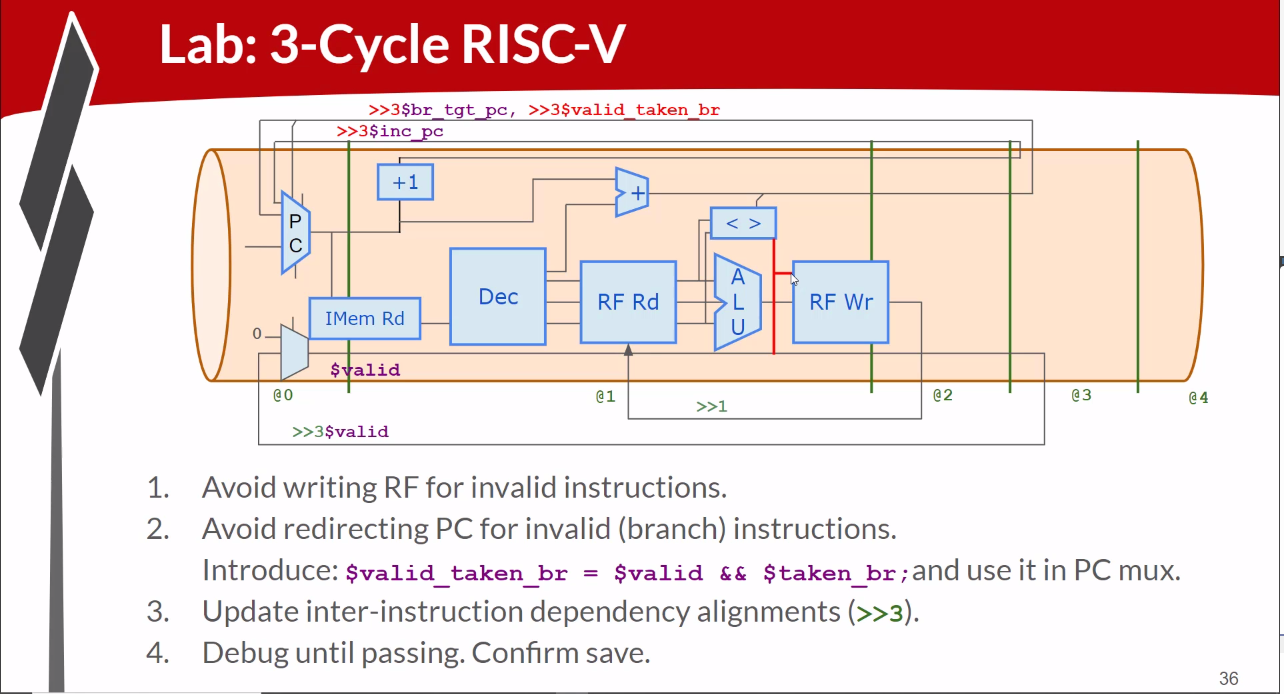 Lab: 3-Cycle RISC-V
>>3$br_tgt_pc, >>3$valid_taken_br
>>3$inc_pc
+1
+
P
C
< >
Dec
RF Rd
A
L
U
RF Wr
IMem Rd
0
$valid
@0
@1
@2
@3
@4
>>1
>>3$valid
1. Avoid writing RF for invalid instructions.
2. Avoid redirecting PC for invalid (branch) instructions.
Introduce: $valid_taken_br = $valid && $taken_br;and use it in PC mux.
3. Update inter-instruction dependency alignments (>>3).
4. Debug until passing. Confirm save.
36